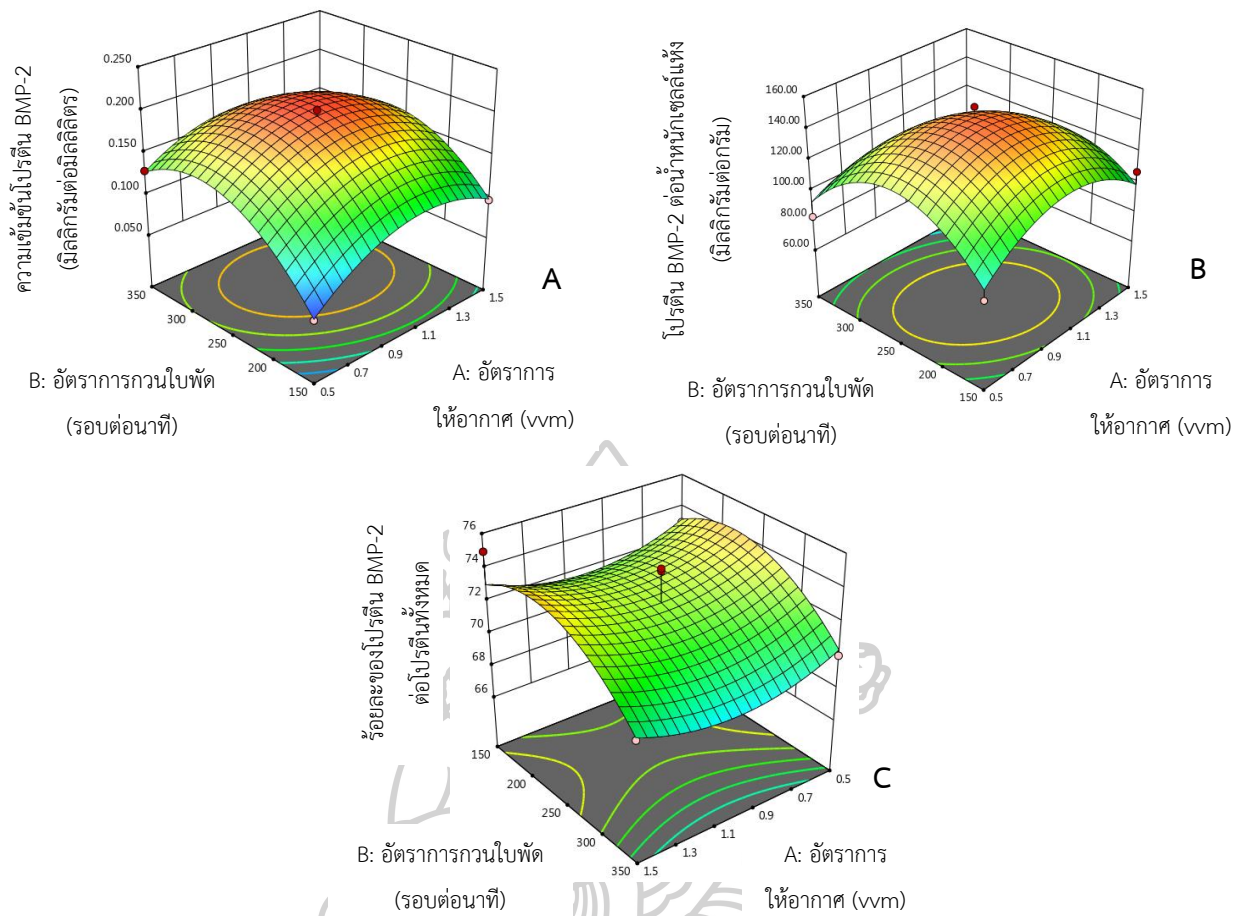 ความเข้มข้นโปรตีน BMP-2
(มิลลิกรัมต่อมิลลิลิตร)
0.250
0.200
0.150
0.100
0.050
350
300
250
200
150
0.5
0.7
0.9
1.1
1.3
1.5
A
B: อัตราการกวนใบพัด
(รอบต่อนาที)
A: อัตราการ
ให้อากาศ (vvm)
โปรตีน BMP-2 ต่อน้ำหนักเซลล์แห้ง
(มิลลิกรัมต่อกรัม)
160.00
140.00
120.00
100.00
80.00
60.00
350
300
250
200
150
0.5
0.7
0.9
1.1
1.3
1.5
B
B: อัตราการกวนใบพัด
(รอบต่อนาที)
A: อัตราการ
ให้อากาศ (vvm)
ร้อยละของโปรตีน BMP-2
ต่อโปรตีนทั้งหมด
76
74
72
70
68
66
150
200
250
300
350
1.5
1.3
1.1
0.9
0.7
0.5
C
B: อัตราการกวนใบพัด
(รอบต่อนาที)
A: อัตราการ
ให้อากาศ (vvm)